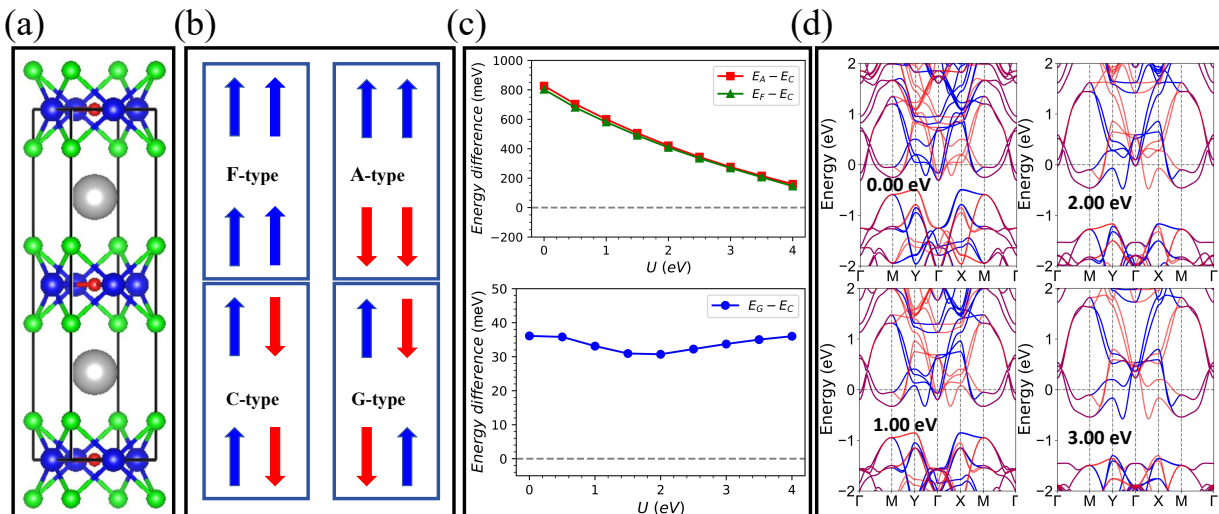 (a)
(b)
(c)
(d)
F-type
A-type
C-type
G-type
1000
800
600
400
200
0
−200
Energy difference (meV)
E_A − E_C
E_F − E_C
0 1 2 3 4
U (eV)
50
40
30
20
10
0
Energy difference (meV)
E_G − E_C
0 1 2 3 4
U (eV)
2
1
0
−1
−2
Energy (eV)
0.00 eV
Γ M Y Γ X M Γ
2
1
0
−1
−2
Energy (eV)
2.00 eV
Γ M Y Γ X M Γ
2
1
0
−1
−2
Energy (eV)
1.00 eV
Γ M Y Γ X M Γ
2
1
0
−1
−2
Energy (eV)
3.00 eV
Γ M Y Γ X M Γ